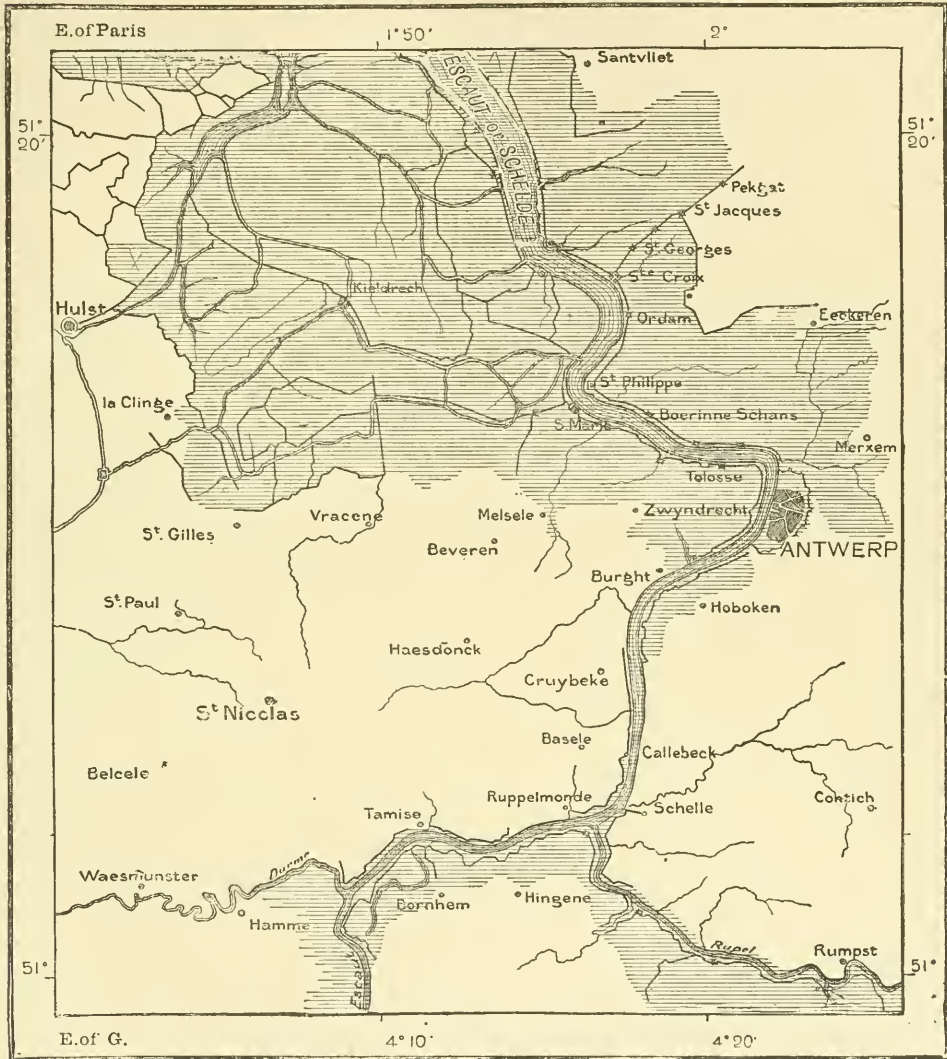 E. of Paris
1°50'
2°
Santvliet
ESCAUT or SCHELDE
51°
20'
51°
20'
Pekgat
St Jacques
St Georges
Ste Croix
Kieldrech
Hulst
Ordam
Eeckeren
St Philippe
la Clinge
S. Marie
Boerinne Schans
Merxem
Tolosse
St. Gilles
Vracene
Melsele
Zwyndrecht
Beveren
ANTWERP
Burght
St. Paul
Hoboken
Haesdonck
Cruybeke
St Nicclas
Basele
Callebeck
Belcele
Ruppelmonde
Schelle
Contich
Tamise
Waesmunster
Durme
Hamme
Bornhem
Hingene
Rupel
Rumpst
51°
Escaut
51°
E. of G.
4°10'
4°20'